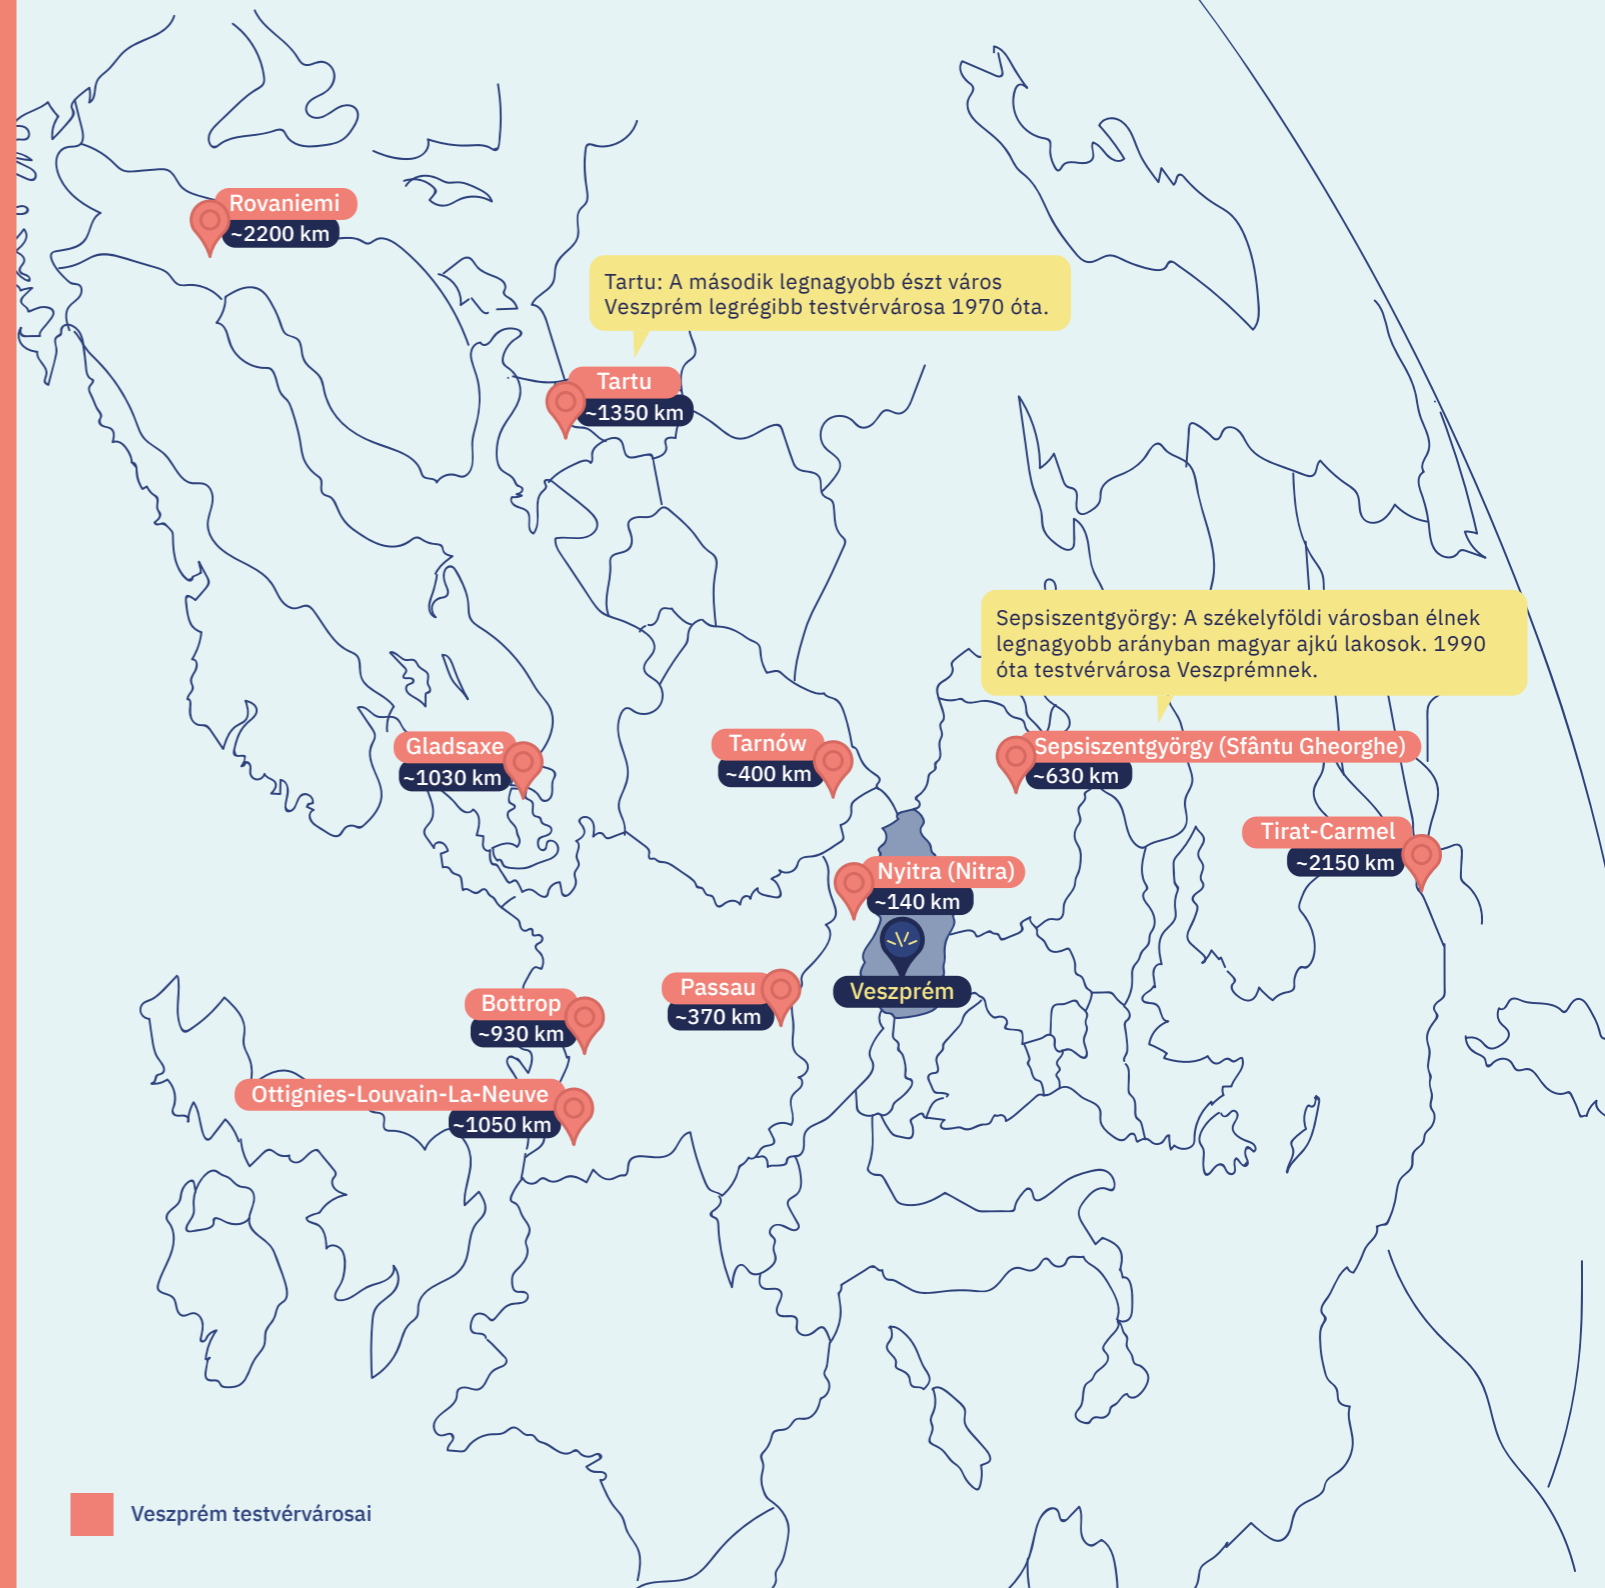 Rovaniemi
~2200 km
Tartu: A második legnagyobb észt város
Veszprém legrégibb testvérvárosa 1970 óta.
Tartu
~1350 km
Sepsiszentgyörgy: A székelyföldi városban élnek
legnagyobb arányban magyar ajkú lakosok. 1990
óta testvérvárosa Veszprémnek.
Gladsaxe
~1030 km
Tarnów
~400 km
Sepsiszentgyörgy (Sfântu Gheorghe)
~630 km
Tirat-Carmel
~2150 km
Nyitra (Nitra)
~140 km
Veszprém
Passau
~370 km
Bottrop
~930 km
Ottignies-Louvain-La-Neuve
~1050 km
Veszprém testvérvárosai